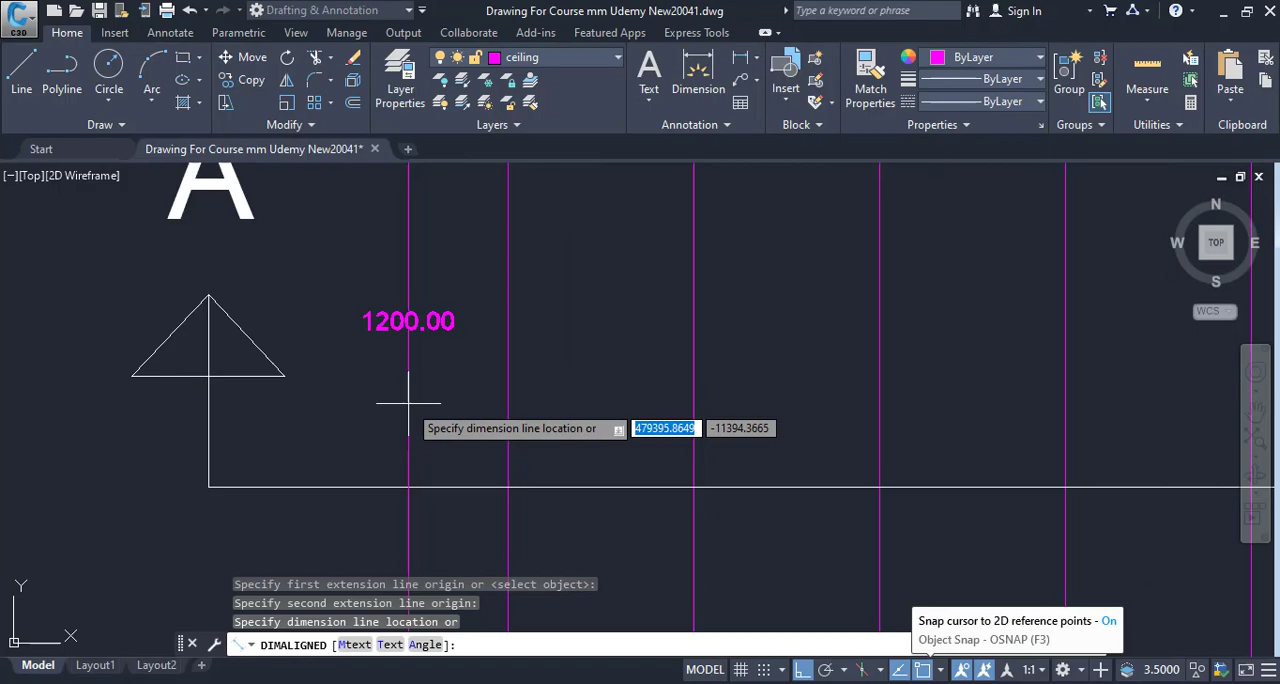 C3D
Drafting & Annotation
Drawing For Course mm Udemy New20041.dwg
Type a keyword or phrase
Sign In
Home Insert Annotate Parametric View Manage Output Collaborate Add-ins Featured Apps Express Tools
Line Polyline Circle Arc
Move
Copy
Layer Properties
ceiling
Text Dimension
Insert
Match Properties
ByLayer
ByLayer
ByLayer
Group
Measure
Paste
Draw Modify Layers Annotation Block Properties Groups Utilities Clipboard
Start Drawing For Course mm Udemy New20041*
[−][Top][2D Wireframe]
A
N
W TOP E
S
WCS
1200.00
Specify dimension line location or 479395.8649 -11394.3665
Y
X
Specify first extension line origin or <select object>:
Specify second extension line origin:
Specify dimension line location or
DIMALIGNED [Mtext Text Angle]:
Snap cursor to 2D reference points - On
Object Snap - OSNAP (F3)
Model Layout1 Layout2 +
MODEL 1:1 3.5000